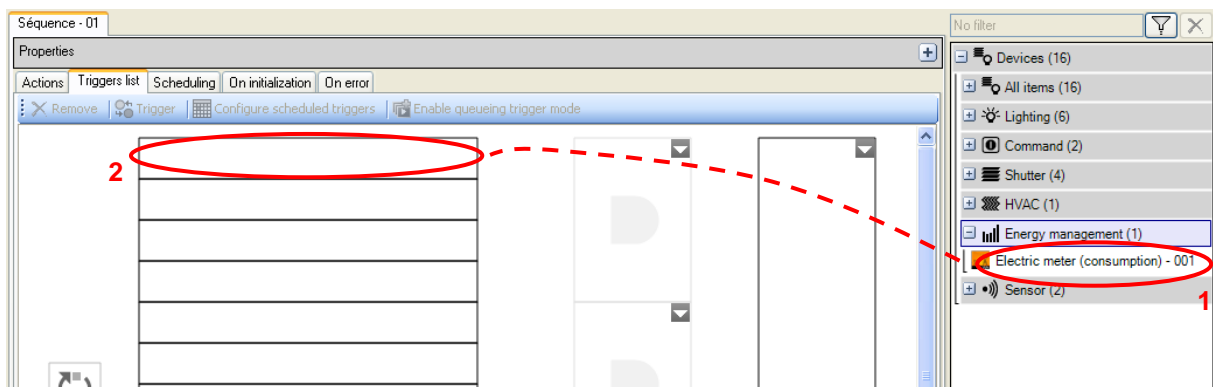 Séquence - 01
Properties
Actions Triggers list Scheduling On initialization On error
Remove Trigger Configure scheduled triggers Enable queueing trigger mode
2
No filter
Devices (16)
All items (16)
Lighting (6)
Command (2)
Shutter (4)
HVAC (1)
Energy management (1)
Electric meter (consumption) - 001
Sensor (2)
1